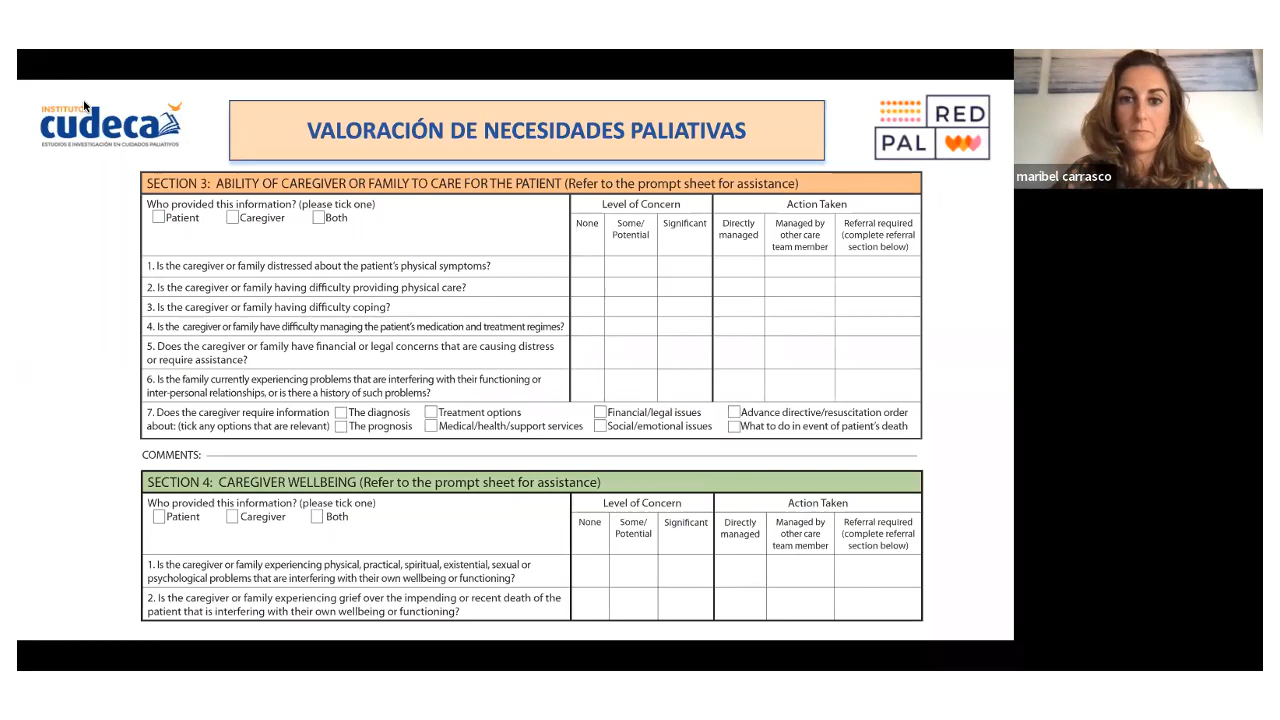 INSTITUTO
cudeca
ESTUDIOS E INVESTIGACIÓN EN CUIDADOS PALIATIVOS
VALORACIÓN DE NECESIDADES PALIATIVAS
RED
PAL
maribel carrasco
SECTION 3: ABILITY OF CAREGIVER OR FAMILY TO CARE FOR THE PATIENT (Refer to the prompt sheet for assistance)
Who provided this information? (please tick one)
Patient Caregiver Both
Level of Concern Action Taken
None Some/ Significant Directly Managed by Referral required
Potential managed other care (complete referral
team member section below)
1. Is the caregiver or family distressed about the patient's physical symptoms?
2. Is the caregiver or family having difficulty providing physical care?
3. Is the caregiver or family having difficulty coping?
4. Is the caregiver or family have difficulty managing the patient's medication and treatment regimes?
5. Does the caregiver or family have financial or legal concerns that are causing distress
or require assistance?
6. Is the family currently experiencing problems that are interfering with their functioning or
inter-personal relationships, or is there a history of such problems?
7. Does the caregiver require information The diagnosis Treatment options Financial/legal issues Advance directive/resuscitation order
about: (tick any options that are relevant) The prognosis Medical/health/support services Social/emotional issues What to do in event of patient's death
COMMENTS:
SECTION 4: CAREGIVER WELLBEING (Refer to the prompt sheet for assistance)
Who provided this information? (please tick one)
Patient Caregiver Both
Level of Concern Action Taken
None Some/ Significant Directly Managed by Referral required
Potential managed other care (complete referral
team member section below)
1. Is the caregiver or family experiencing physical, practical, spiritual, existential, sexual or
psychological problems that are interfering with their own wellbeing or functioning?
2. Is the caregiver or family experiencing grief over the impending or recent death of the
patient that is interfering with their own wellbeing or functioning?